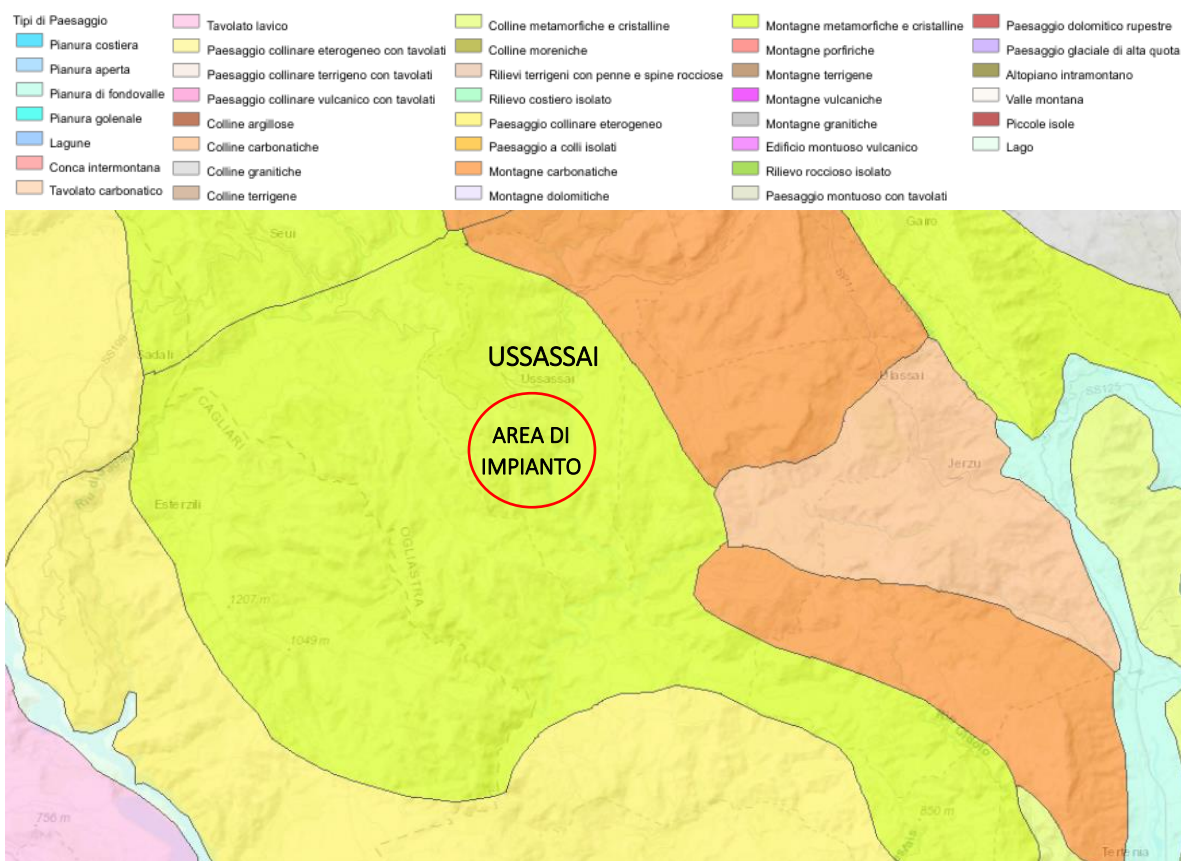 Tipi di Paesaggio
Pianura costiera
Pianura aperta
Pianura di fondovalle
Pianura golenale
Lagune
Conca intermontana
Tavolato carbonatico
Tavolato lavico
Paesaggio collinare eterogeneo con tavolati
Paesaggio collinare terrigeno con tavolati
Paesaggio collinare vulcanico con tavolati
Colline argillose
Colline carbonatiche
Colline granitiche
Colline terrigene
Colline metamorfiche e cristalline
Colline moreniche
Rilievi terrigeni con penne e spine rocciose
Rilievo costiero isolato
Paesaggio collinare eterogeneo
Paesaggio a colli isolati
Montagne carbonatiche
Montagne dolomitiche
Montagne metamorfiche e cristalline
Montagne porfiriche
Montagne terrigene
Montagne vulcaniche
Montagne granitiche
Edificio montuoso vulcanico
Rilievo roccioso isolato
Paesaggio montuoso con tavolati
Paesaggio dolomitico rupestre
Paesaggio glaciale di alta quota
Altopiano intramontano
Valle montana
Piccole isole
Lago
Seui
Gairo
Sadali
USSASSAI
Ussassai
Ulassai
SS125
CAGLIARI
AREA DI
IMPIANTO
Jerzu
Esterzili
OGLIASTRA
1207 m
1049 m
756 m
850 m
Tertenia